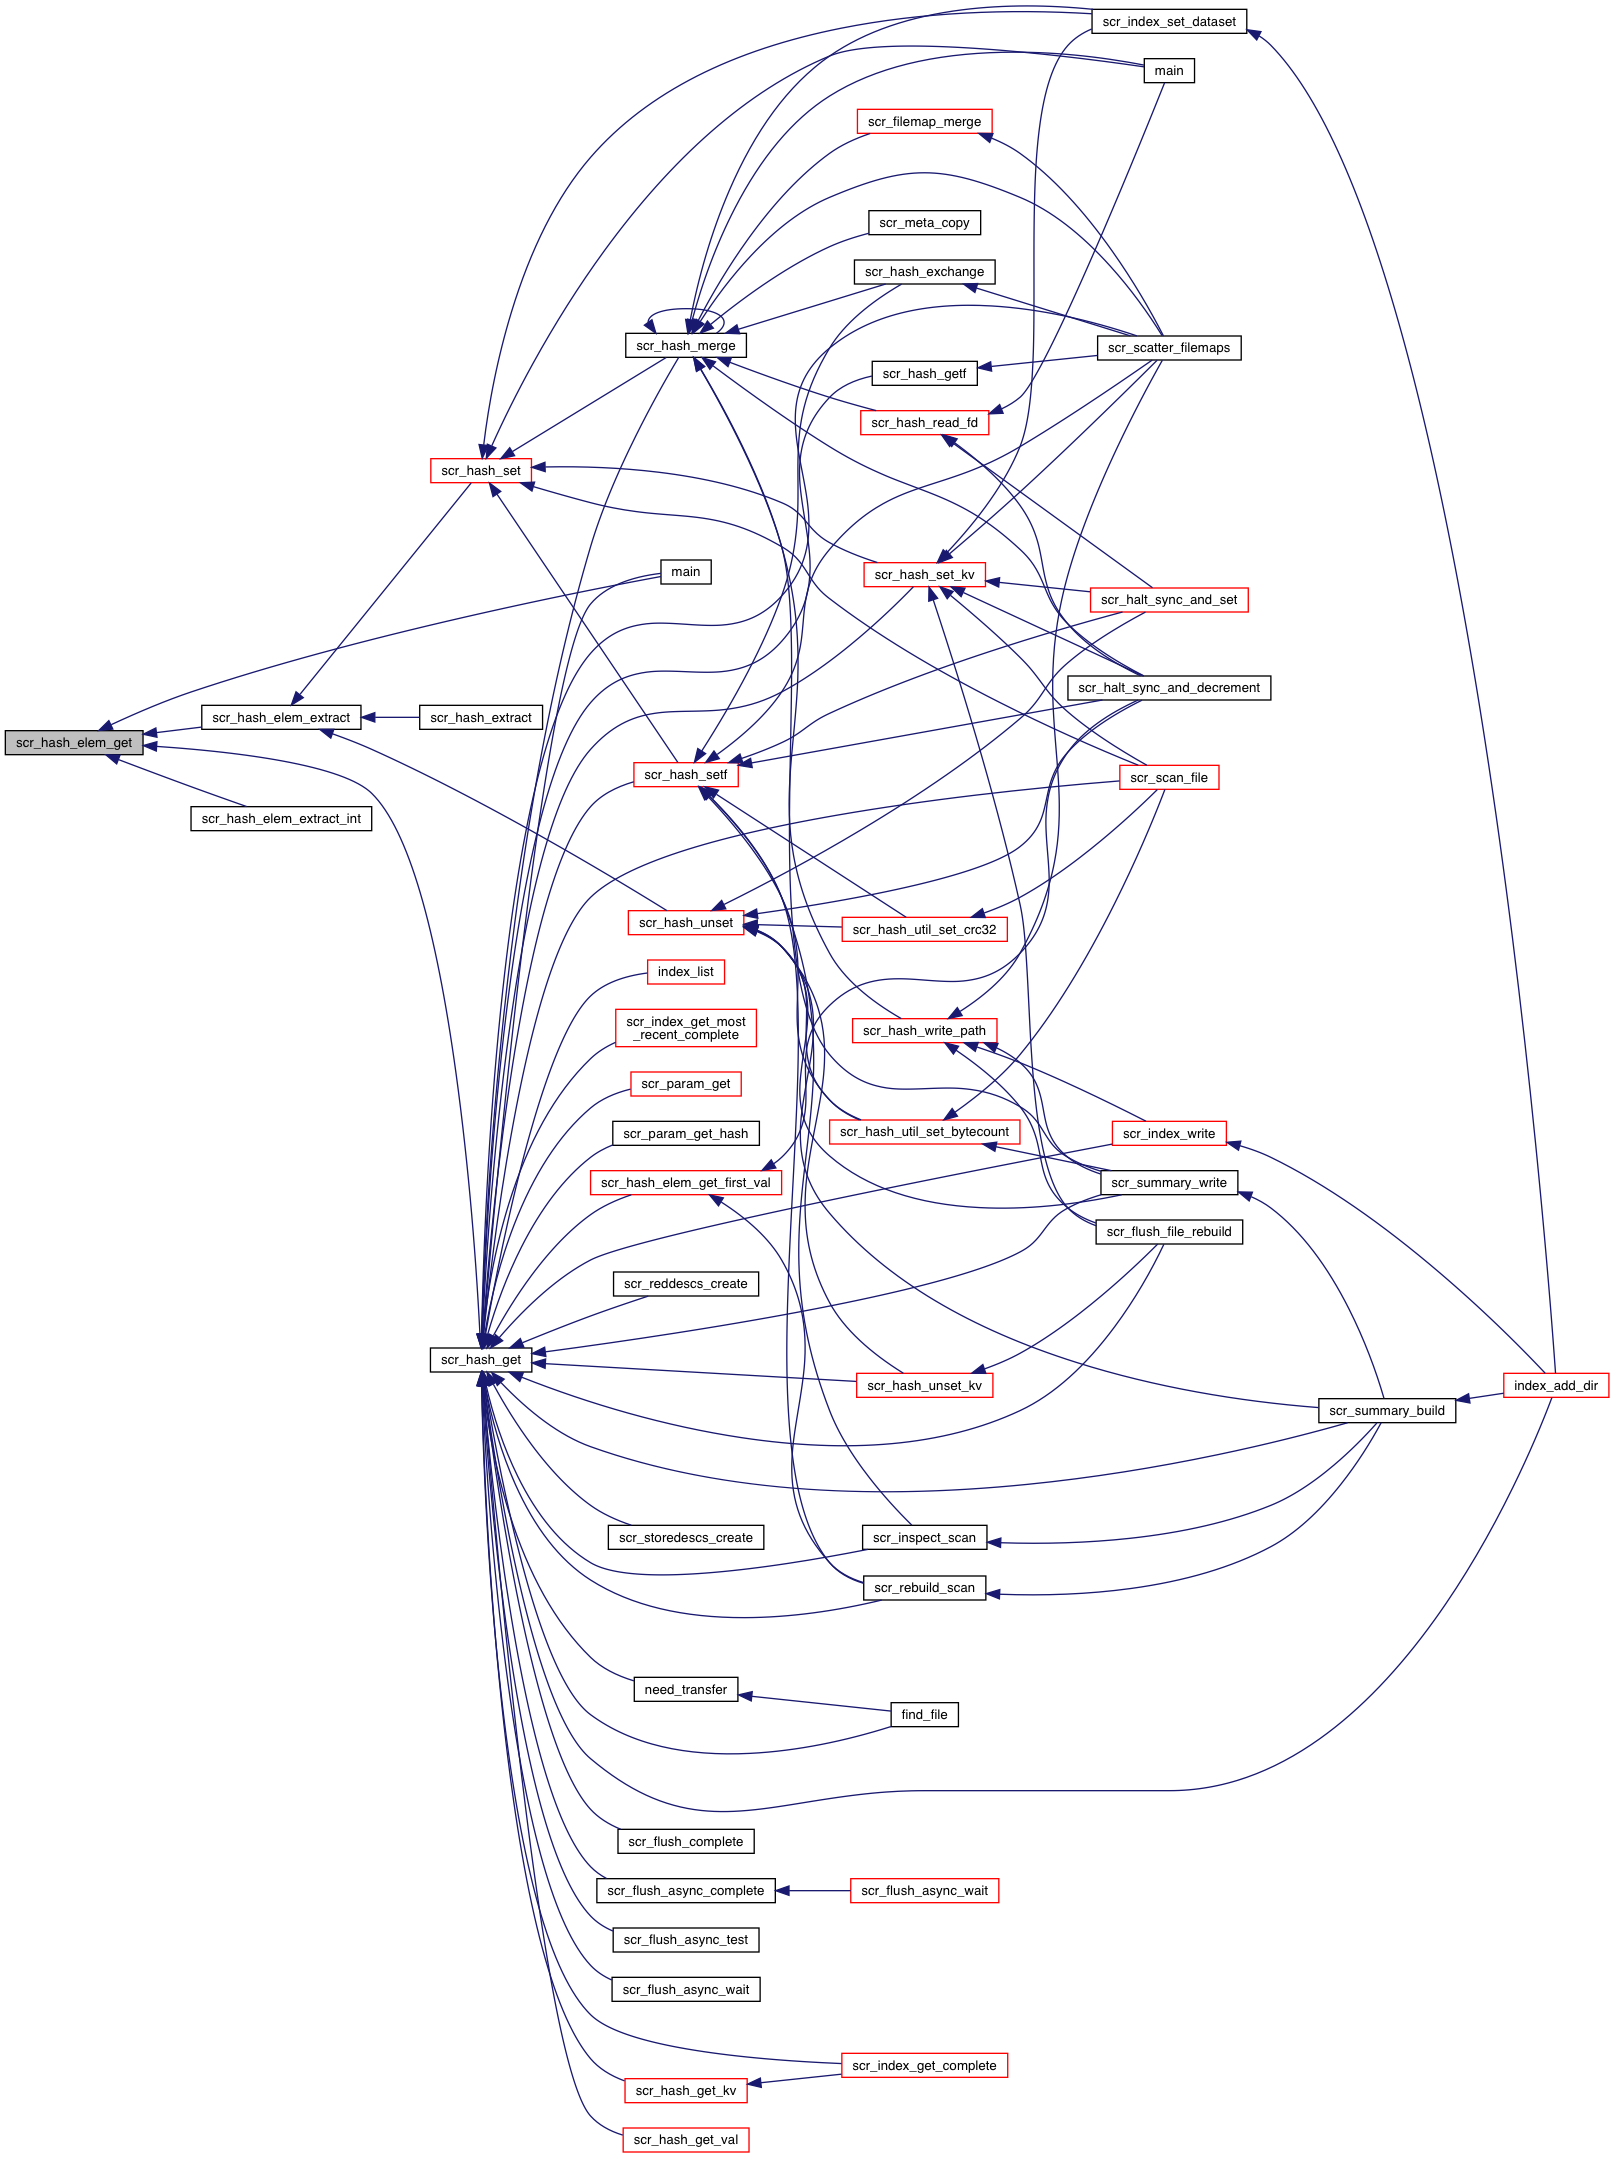 scr_index_set_dataset
main
scr_filemap_merge
scr_meta_copy
scr_hash_exchange
scr_hash_merge
scr_scatter_filemaps
scr_hash_getf
scr_hash_read_fd
scr_hash_set
main
scr_hash_set_kv
scr_halt_sync_and_set
scr_halt_sync_and_decrement
scr_hash_elem_extract
scr_hash_extract
scr_hash_elem_get
scr_hash_setf
scr_scan_file
scr_hash_elem_extract_int
scr_hash_unset
scr_hash_util_set_crc32
index_list
scr_index_get_most
_recent_complete
scr_hash_write_path
scr_param_get
scr_param_get_hash
scr_hash_util_set_bytecount
scr_index_write
scr_hash_elem_get_first_val
scr_summary_write
scr_flush_file_rebuild
scr_reddescs_create
scr_hash_get
scr_hash_unset_kv
index_add_dir
scr_summary_build
scr_storedescs_create
scr_inspect_scan
scr_rebuild_scan
need_transfer
find_file
scr_flush_complete
scr_flush_async_complete
scr_flush_async_wait
scr_flush_async_test
scr_flush_async_wait
scr_index_get_complete
scr_hash_get_kv
scr_hash_get_val